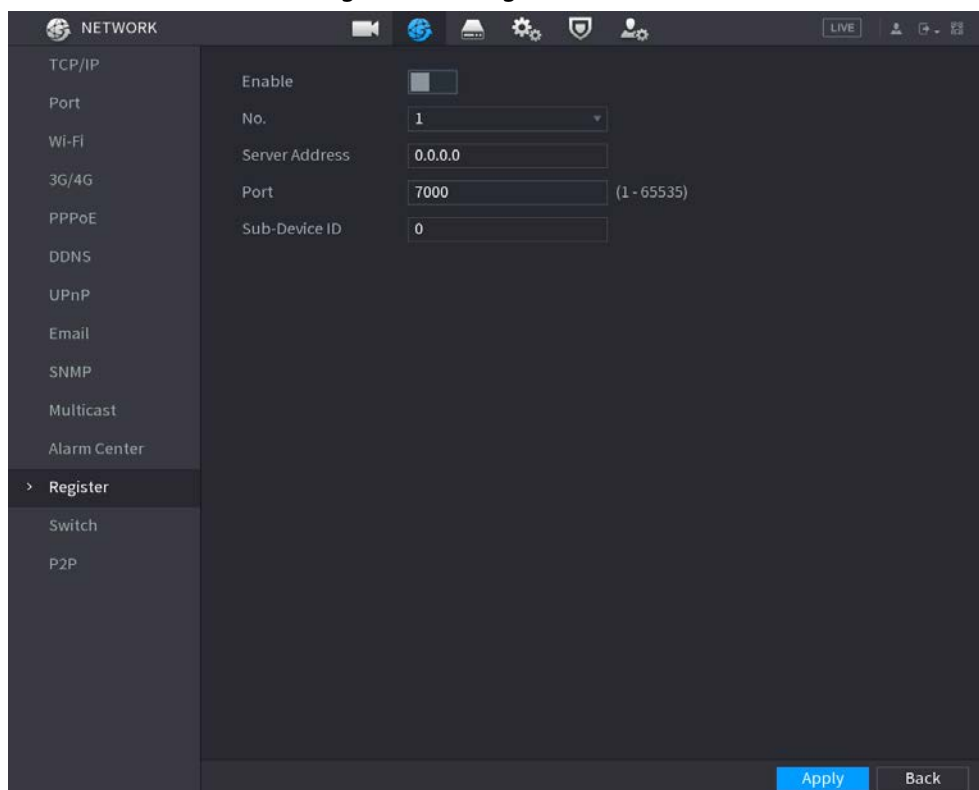 NETWORK
LIVE
TCP/IP
Port
Wi-Fi
3G/4G
PPPoE
DDNS
UPnP
Email
SNMP
Multicast
Alarm Center
> Register
Switch
P2P
Enable
No. 1
Server Address 0.0.0.0
Port 7000 (1 - 65535)
Sub-Device ID 0
Apply Back